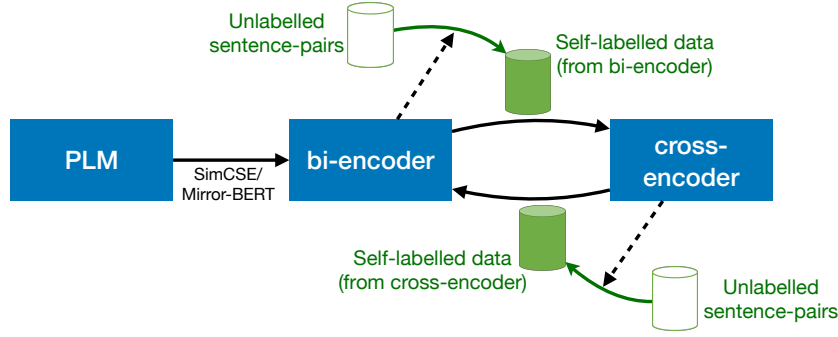 Unlabelled
sentence-pairs
Self-labelled data
(from bi-encoder)
PLM
SimCSE/
Mirror-BERT
bi-encoder
cross-
encoder
Self-labelled data
(from cross-encoder)
Unlabelled
sentence-pairs